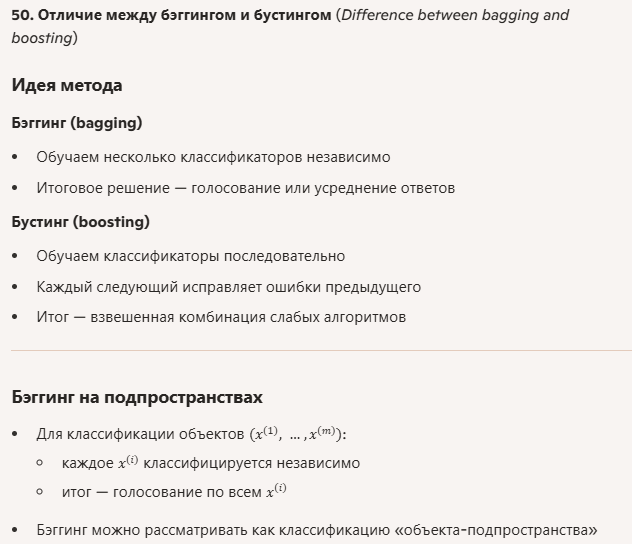 50. Отличие между бэггингом и бустингом (Difference between bagging and
boosting)
Идея метода
Бэггинг (bagging)
• Обучаем несколько классификаторов независимо
• Итоговое решение — голосование или усреднение ответов
Бустинг (boosting)
• Обучаем классификаторы последовательно
• Каждый следующий исправляет ошибки предыдущего
• Итог — взвешенная комбинация слабых алгоритмов
Бэггинг на подпространствах
• Для классификации объектов (x⁽¹⁾, …, x⁽ᵐ⁾):
○ каждое x⁽ⁱ⁾ классифицируется независимо
○ итог — голосование по всем x⁽ⁱ⁾
• Бэггинг можно рассматривать как классификацию «объекта-подпространства»